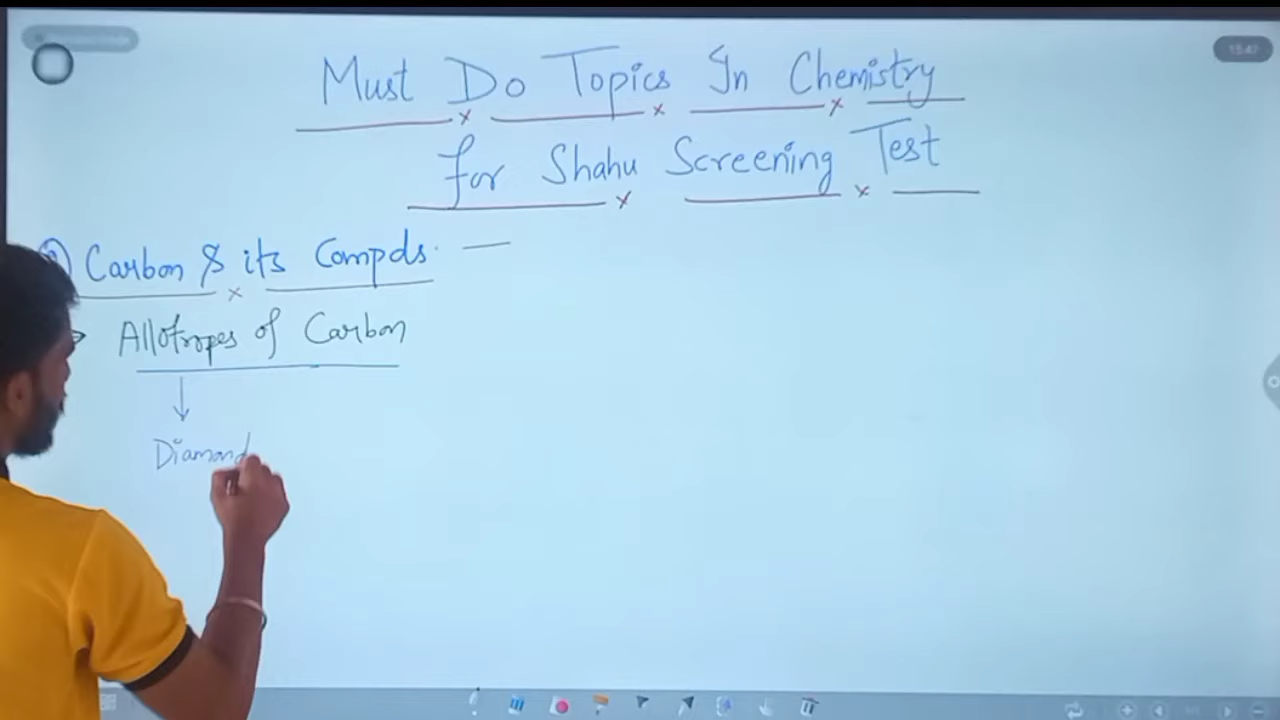 Must Do Topics In Chemistry
for Shahu Screening Test
Carbon & its Compds. —
Allotropes of Carbon
Diamond